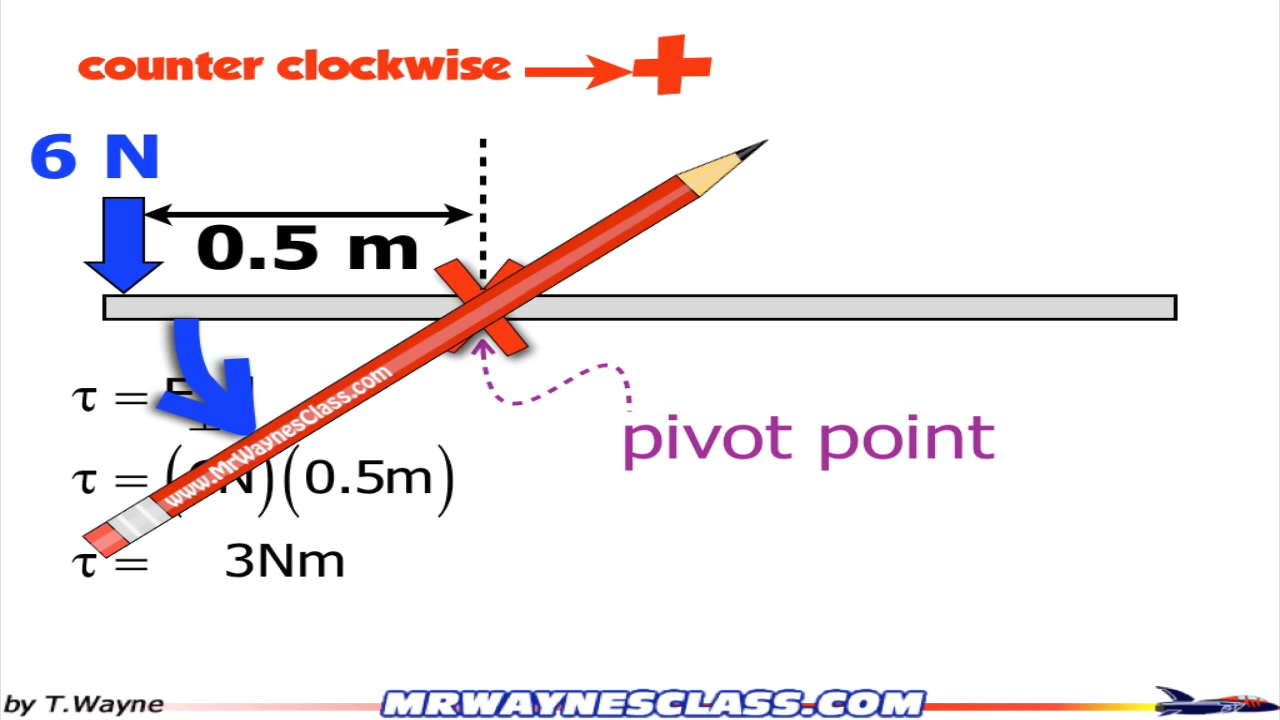 counter clockwise → +
6 N
0.5 m
τ =
pivot point
www.MrWaynesClass.com
τ = ( N)(0.5m)
τ = 3Nm
by T.Wayne
MRWAYNESCLASS.COM